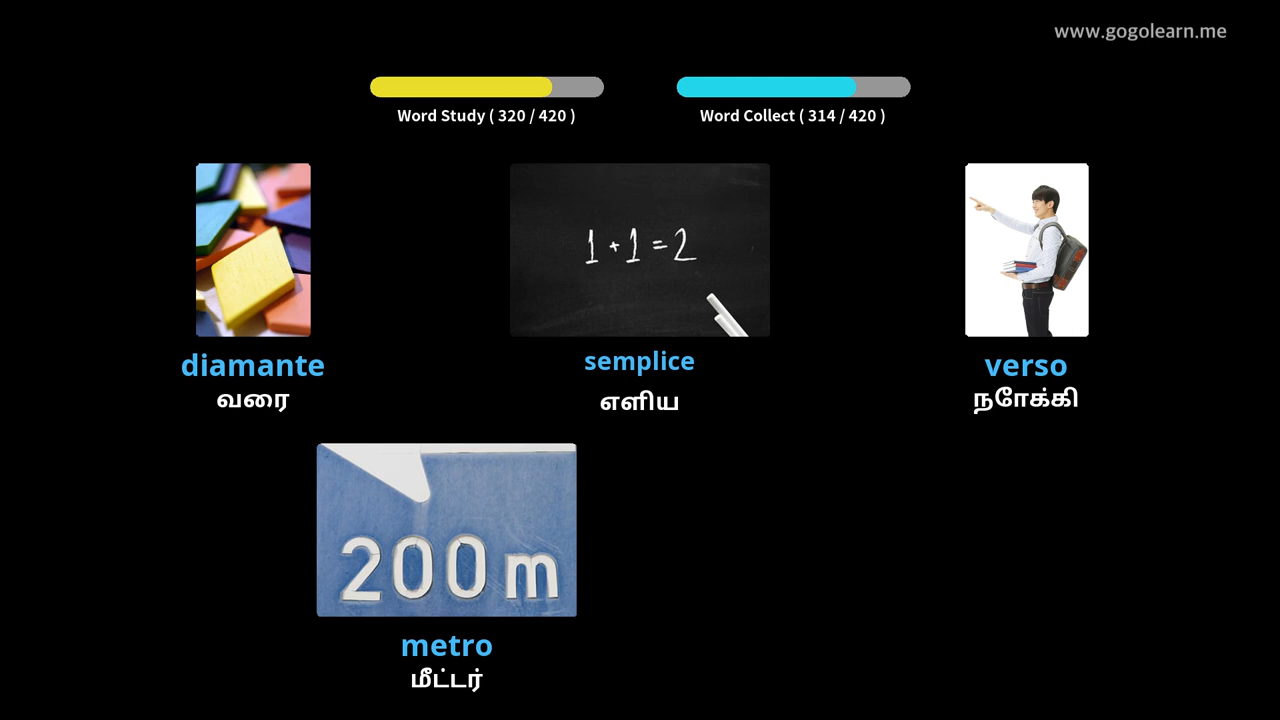 www.gogolearn.me
Word Study ( 320 / 420 )
Word Collect ( 314 / 420 )
1 + 1 = 2
diamante
வரை
semplice
எளிய
verso
நோக்கி
200 m
metro
மீட்டர்